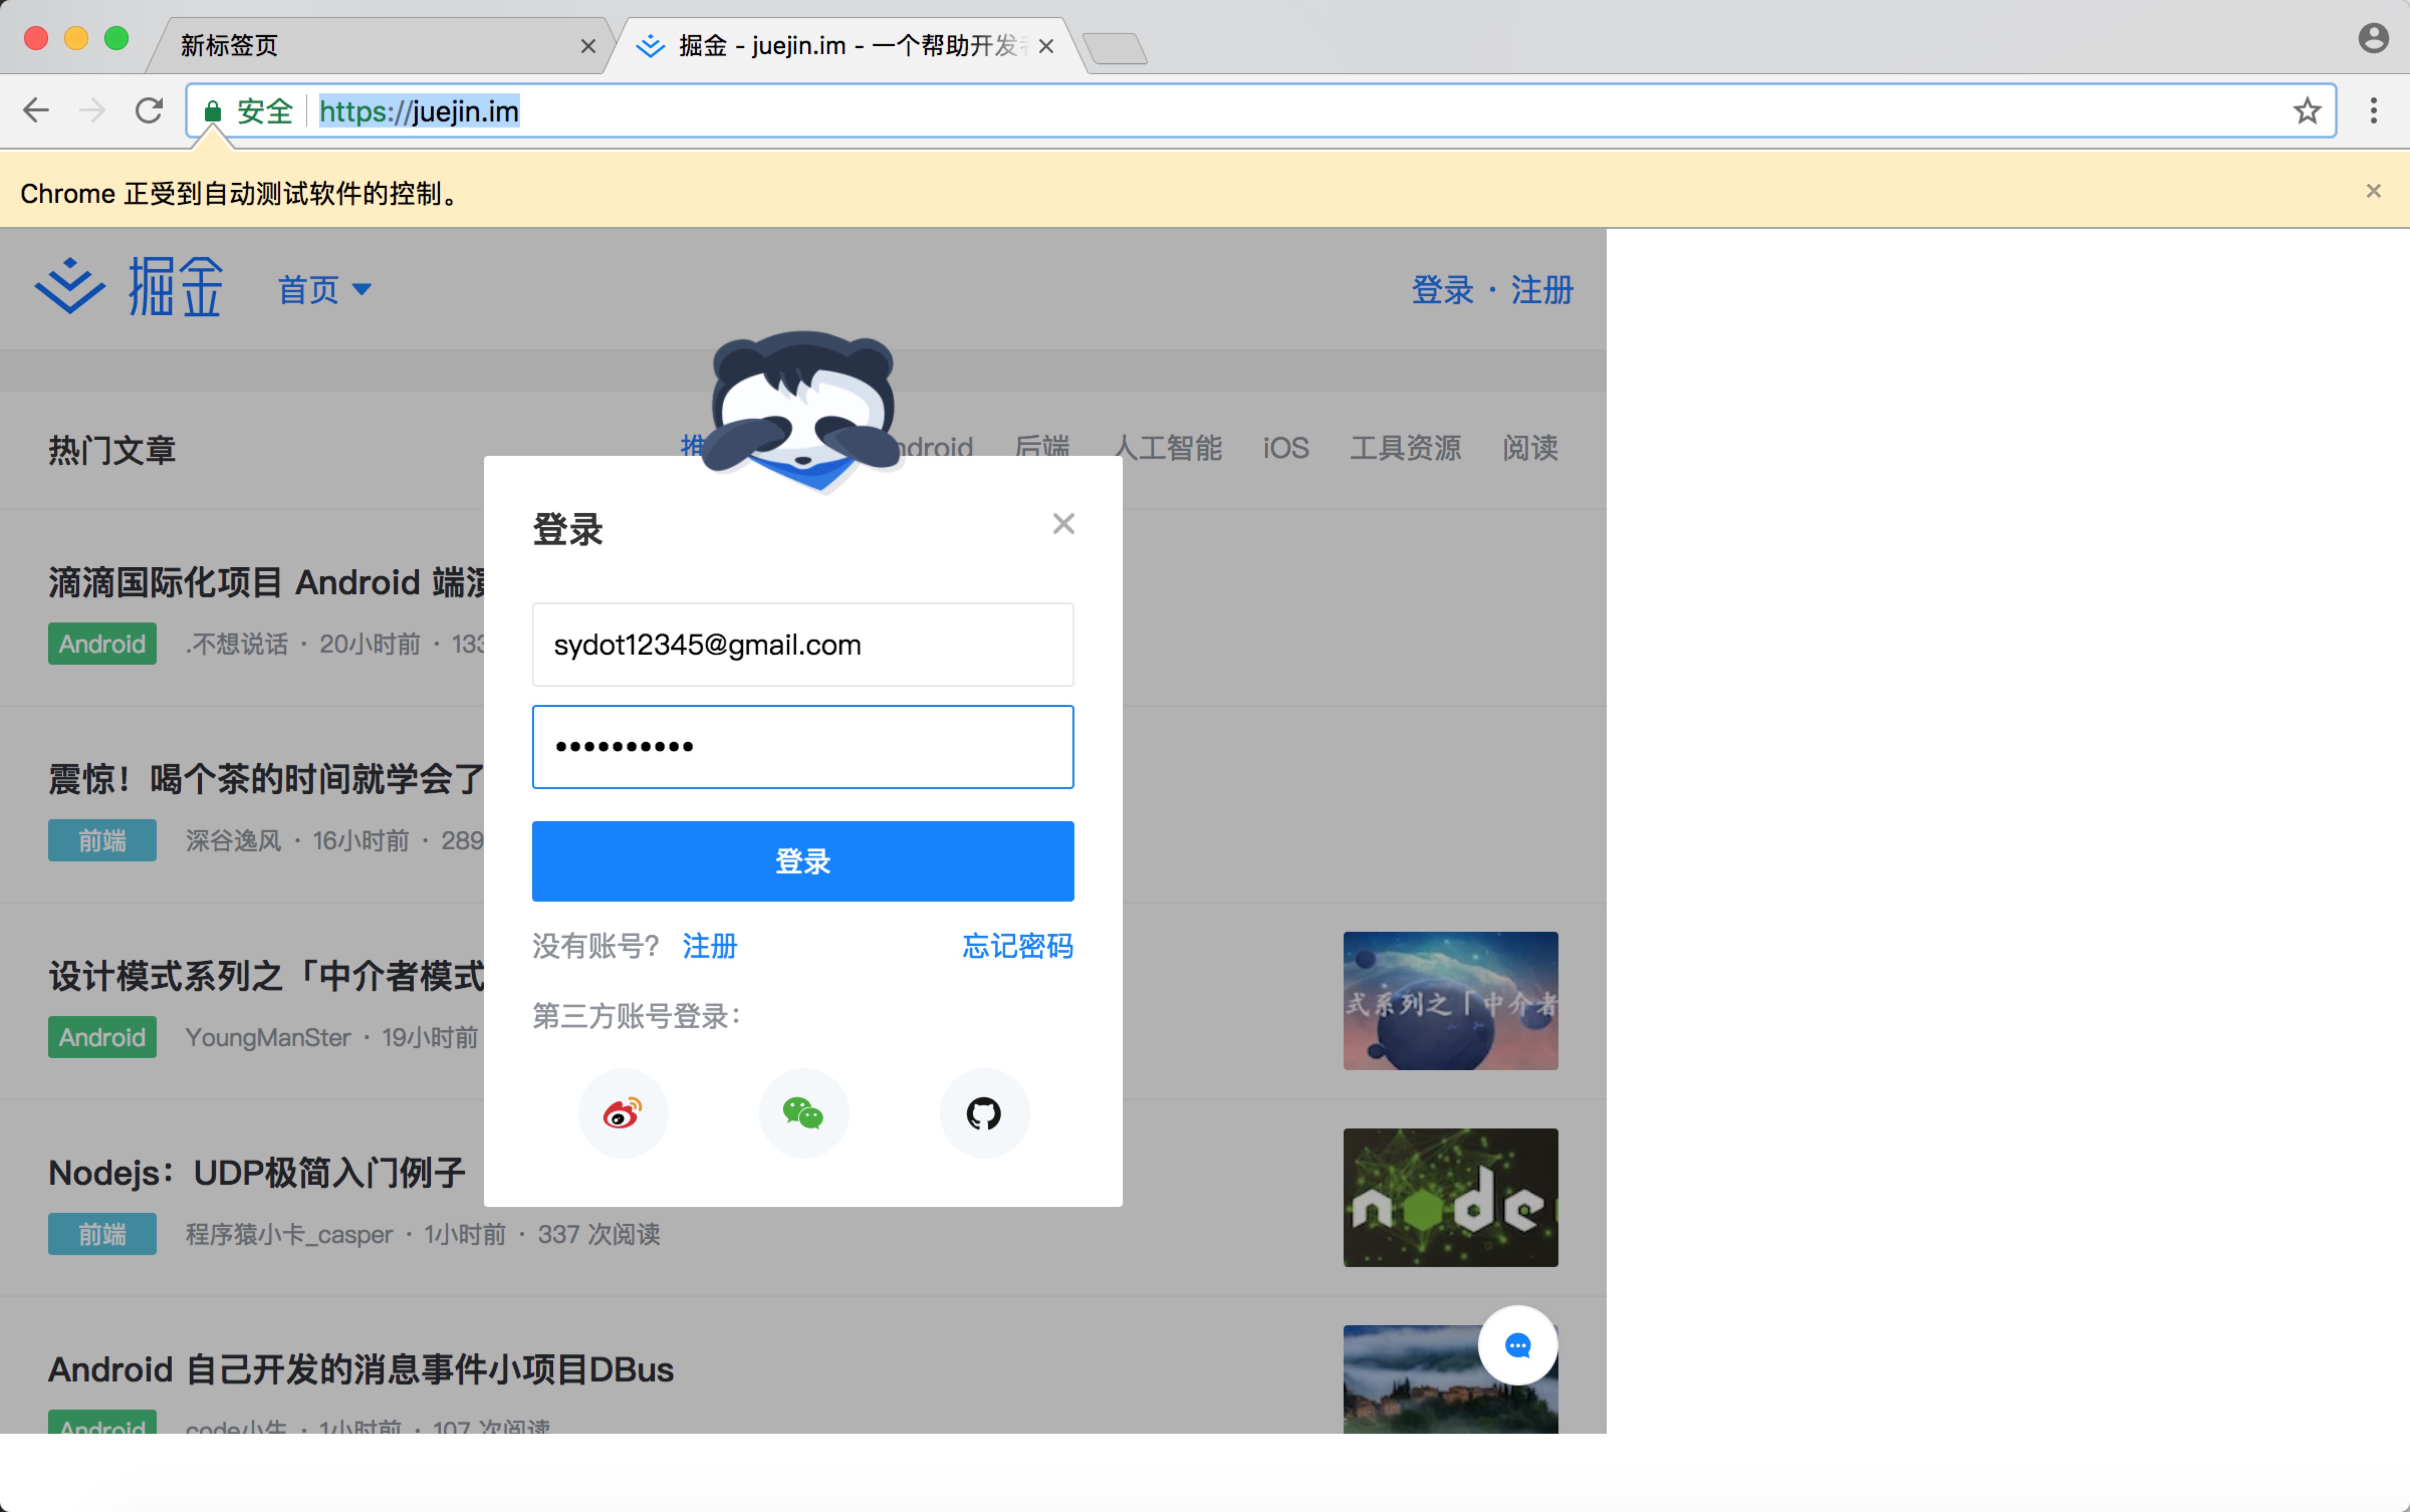 新标签页
掘金 - juejin.im - 一个帮助开发
安全 https://juejin.im
Chrome 正受到自动测试软件的控制。
掘金 首页 登录 · 注册
热门文章
推 ndroid 后端 人工智能 iOS 工具资源 阅读
登录
滴滴国际化项目 Android 端演
Android .不想说话 · 20小时前 · 133
sydot12345@gmail.com
••••••••••
震惊！喝个茶的时间就学会了
前端 深谷逸风 · 16小时前 · 289
登录
没有账号？ 注册 忘记密码
设计模式系列之「中介者模式
Android YoungManSter · 19小时前
第三方账号登录：
式系列之「中介者
Nodejs：UDP极简入门例子
前端 程序猿小卡_casper · 1小时前 · 337 次阅读
node
Android 自己开发的消息事件小项目DBus
Android code小生 · 1小时前 · 107 次阅读